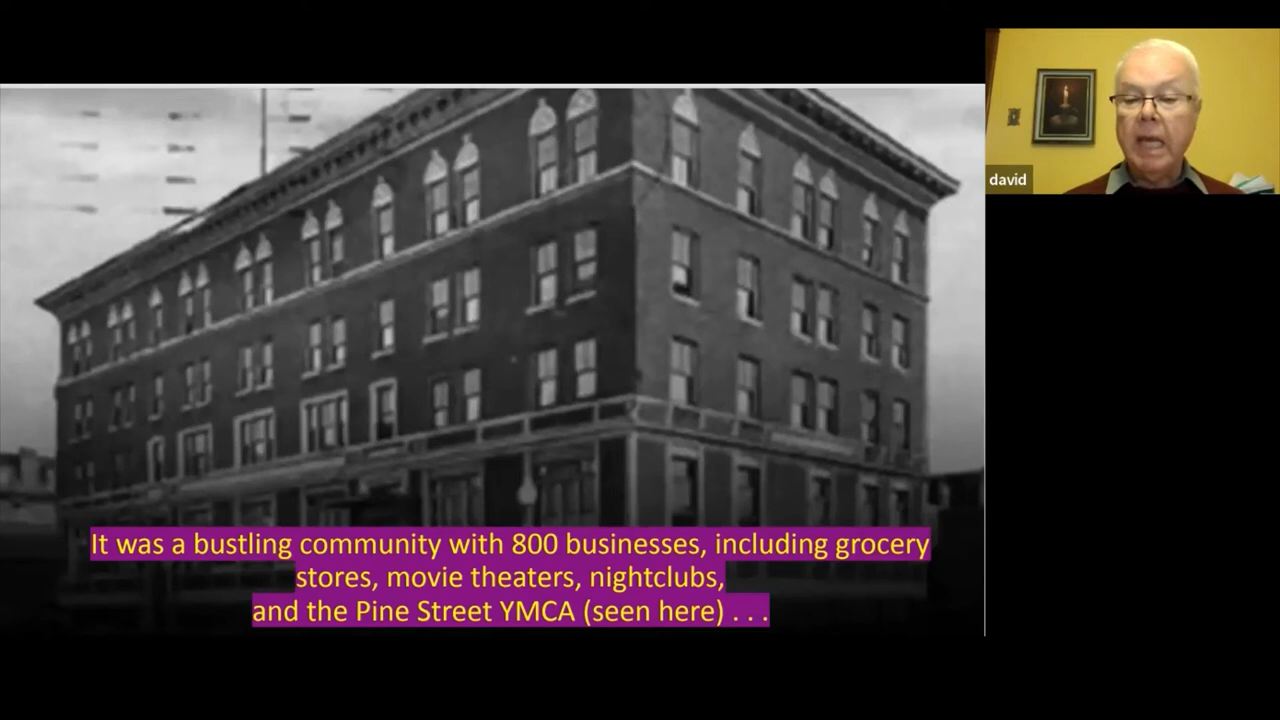 david
It was a bustling community with 800 businesses, including grocery
stores, movie theaters, nightclubs,
and the Pine Street YMCA (seen here) . . .